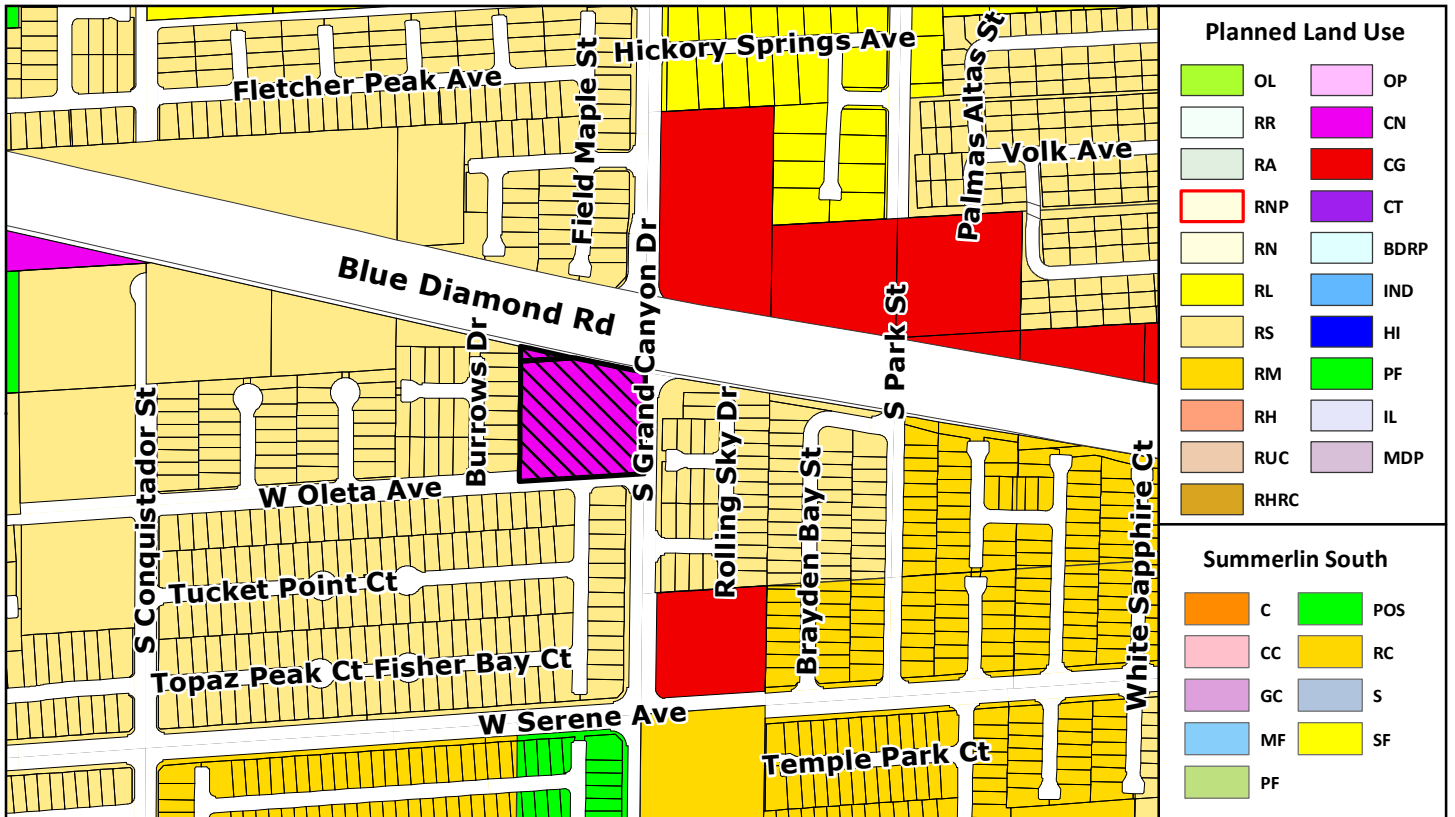 Hickory Springs Ave
Fletcher Peak Ave
Field Maple St
Palmas Altas St
Volk Ave
Blue Diamond Rd
S Grand Canyon Dr
S Park St
Burrows Dr
S Conquistador St
W Oleta Ave
Rolling Sky Dr
Brayden Bay St
White Sapphire Ct
Tucket Point Ct
Topaz Peak Ct
Fisher Bay Ct
W Serene Ave
Temple Park Ct
Planned Land Use
OL
OP
RR
CN
RA
CG
RNP
CT
RN
BDRP
RL
IND
RS
HI
RM
PF
RH
IL
RUC
MDP
RHRC
Summerlin South
C
POS
CC
RC
GC
S
MF
SF
PF